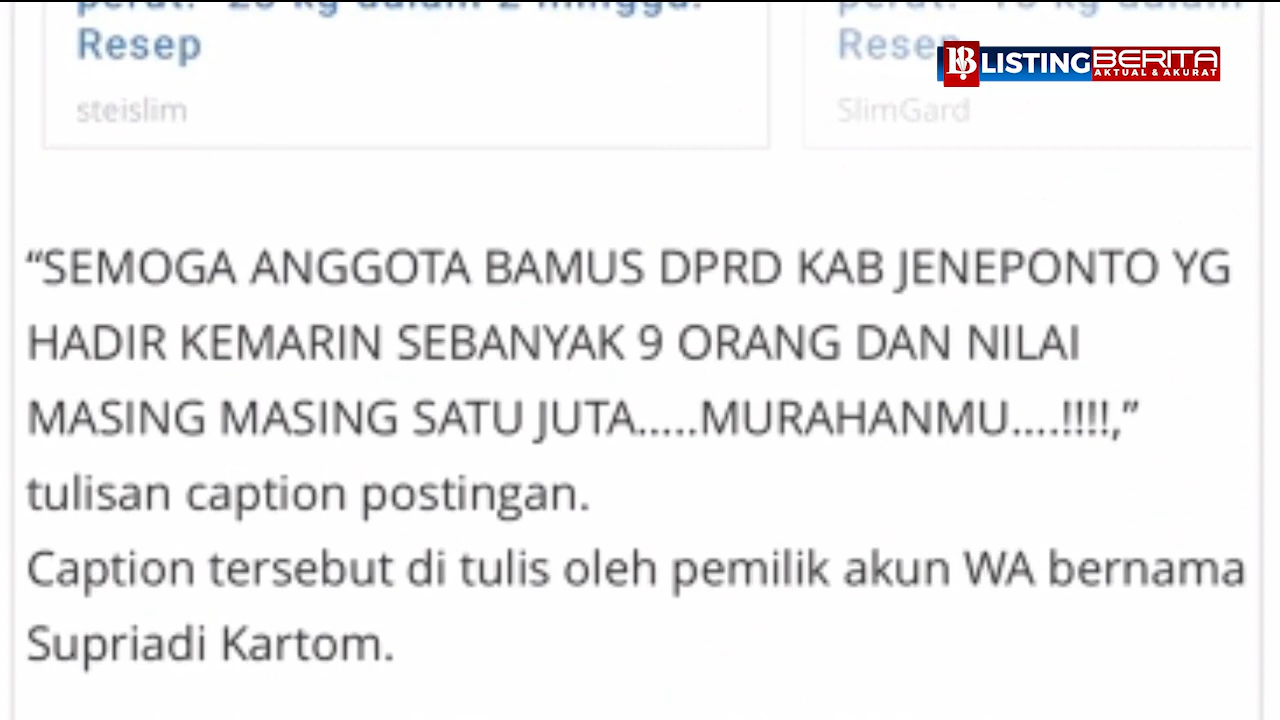 Resep
steislim
SlimGard
LISTING BERITA
AKTUAL & AKURAT
“SEMOGA ANGGOTA BAMUS DPRD KAB JENEPONTO YG
HADIR KEMARIN SEBANYAK 9 ORANG DAN NILAI
MASING MASING SATU JUTA.....MURAHANMU....!!!!,”
tulisan caption postingan.
Caption tersebut di tulis oleh pemilik akun WA bernama
Supriadi Kartom.